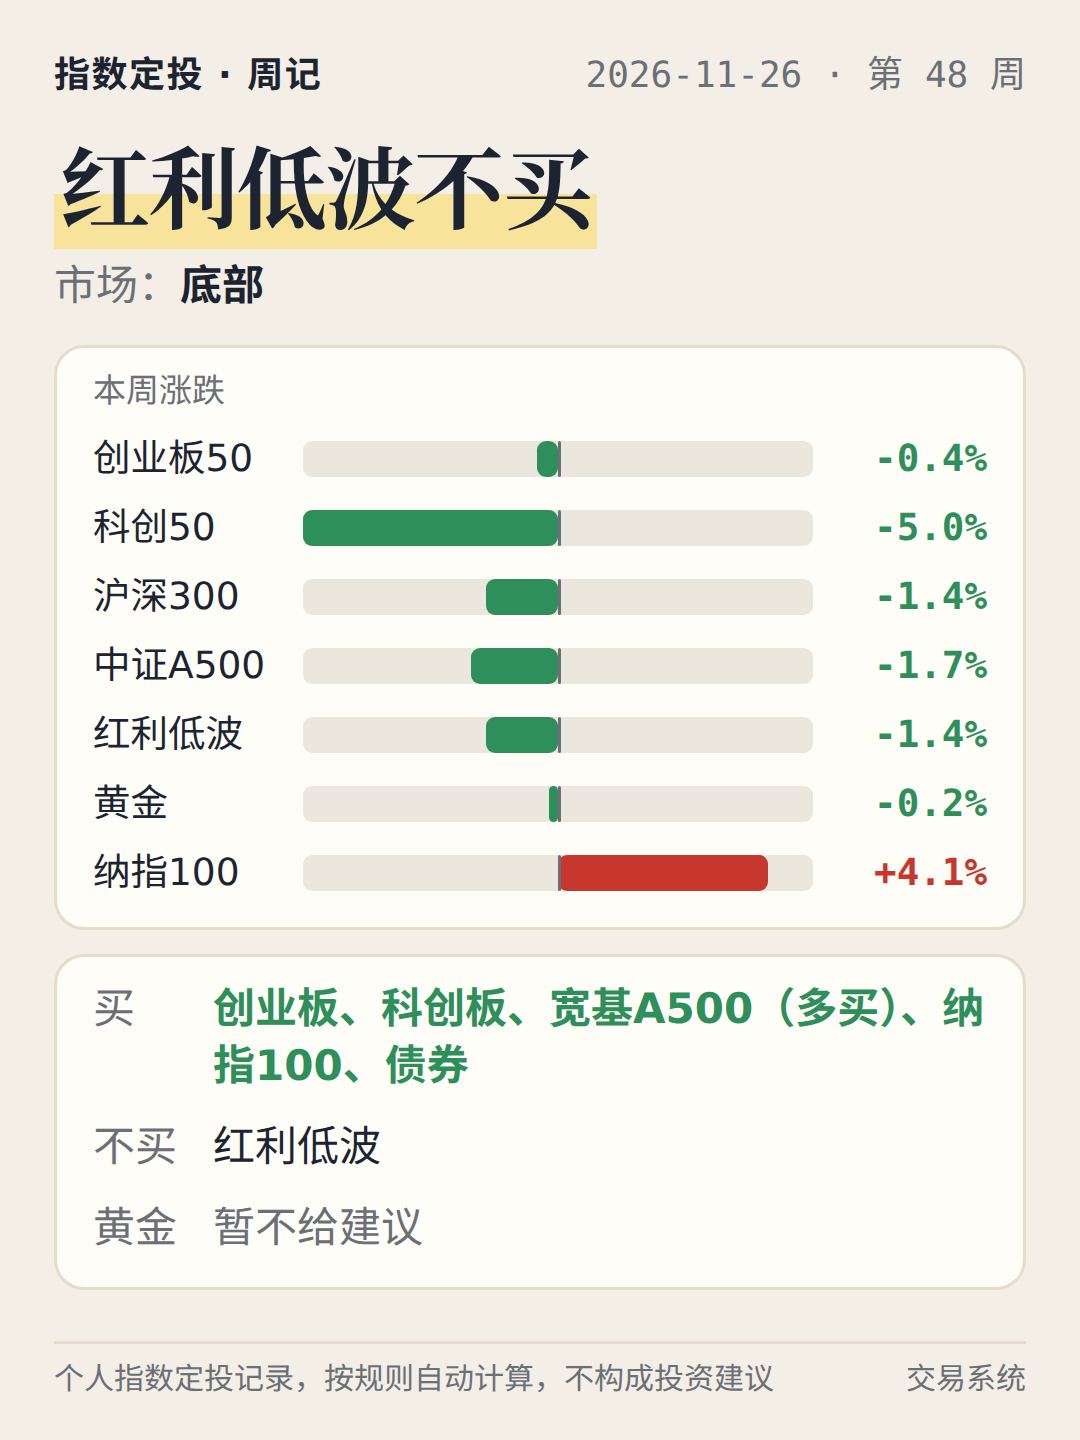 指数定投 · 周记
2026-11-26 · 第 48 周
红利低波不买
市场：底部
本周涨跌
创业板50 -0.4%
科创50 -5.0%
沪深300 -1.4%
中证A500 -1.7%
红利低波 -1.4%
黄金 -0.2%
纳指100 +4.1%
买 创业板、科创板、宽基A500（多买）、纳
指100、债券
不买 红利低波
黄金 暂不给建议
个人指数定投记录，按规则自动计算，不构成投资建议
交易系统